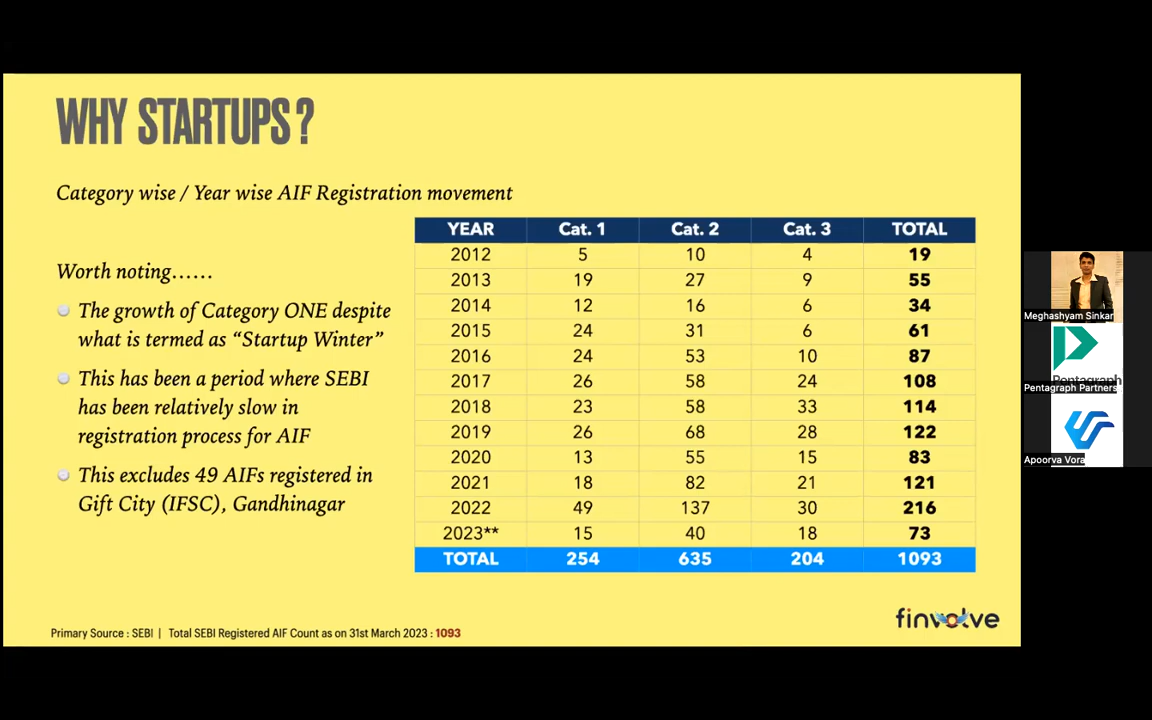 WHY STARTUPS?
Category wise / Year wise AIF Registration movement
Worth noting......
The growth of Category ONE despite
what is termed as “Startup Winter”
This has been a period where SEBI
has been relatively slow in
registration process for AIF
This excludes 49 AIFs registered in
Gift City (IFSC), Gandhinagar
YEAR Cat. 1 Cat. 2 Cat. 3 TOTAL
2012 5 10 4 19
2013 19 27 9 55
2014 12 16 6 34
2015 24 31 6 61
2016 24 53 10 87
2017 26 58 24 108
2018 23 58 33 114
2019 26 68 28 122
2020 13 55 15 83
2021 18 82 21 121
2022 49 137 30 216
2023** 15 40 18 73
TOTAL 254 635 204 1093
Primary Source : SEBI | Total SEBI Registered AIF Count as on 31st March 2023 : 1093
finvolve
Meghashyam Sinkar
Pentagraph
Pentagraph Partners
Apoorva Vora